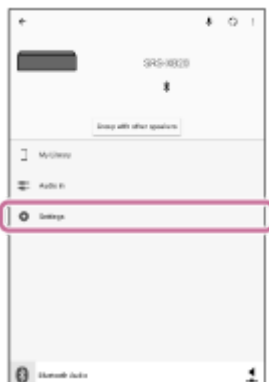 SRS-XB20
Group with other speakers
My Library
Audio in
Settings
Bluetooth Audio